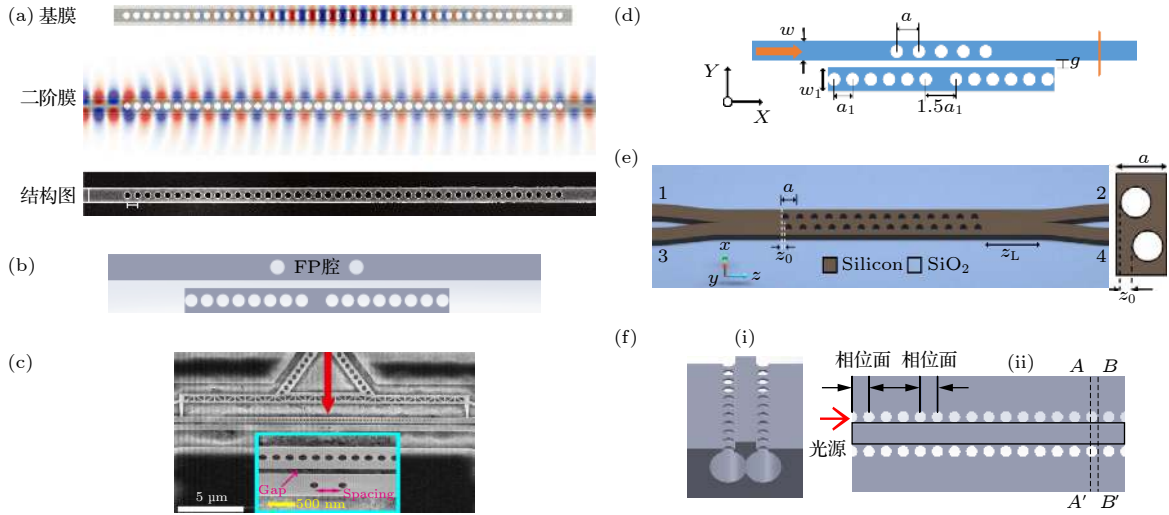 (a) 基膜
二阶膜
结构图
(b)
FP腔
(c)
Gap
Spacing
500 nm
5 µm
(d)
w
a
g
Y
X
w₁
a₁
1.5a₁
(e)
1
2
3
4
a
z₀
x
y
z
Silicon
SiO₂
z_L
a
z₀
(f)
(i)
(ii)
相位面
相位面
A
B
光源
A′
B′